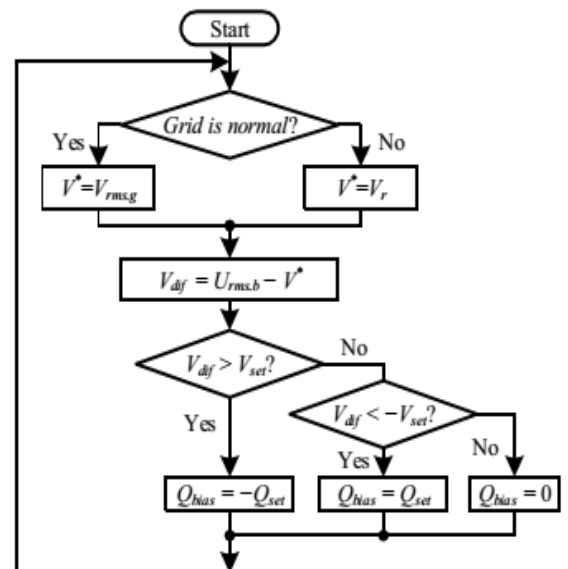 Start
Grid is normal?
Yes
No
V*=Vrms.g
V*=Vr
Vdif = Urms.b − V*
Vdif > Vset?
No
Yes
Vdif < −Vset?
Yes
No
Qbias = −Qset
Qbias = Qset
Qbias = 0